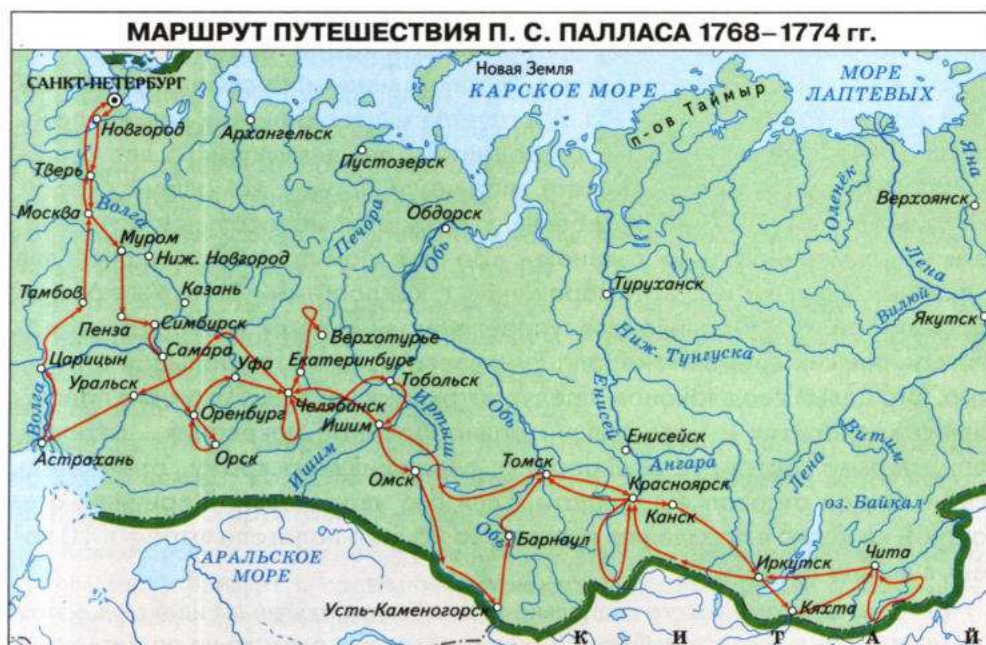 МАРШРУТ ПУТЕШЕСТВИЯ П. С. ПАЛЛАСА 1768–1774 гг.
Новая Земля
КАРСКОЕ МОРЕ
МОРЕ
ЛАПТЕВЫХ
п-ов Таймыр
САНКТ-ПЕТЕРБУРГ
Новгород
Архангельск
Пустозерск
Тверь
Москва
Волга
Муром
Ниж. Новгород
Печора
Обдорск
Обь
Оленёк
Яна
Верхоянск
Лена
Вилюй
Якутск
Туруханск
Ниж. Тунгуска
Тамбов
Казань
Пенза
Симбирск
Самара
Верхотурье
Екатеринбург
Царицын
Уральск
Уфа
Тобольск
Челябинск
Оренбург
Ишим
Иртыш
Обь
Енисей
Волга
Астрахань
Орск
Ишим
Омск
Томск
Енисейск
Ангара
Красноярск
Канск
Лена
Витим
оз. Байкал
Обь
Барнаул
АРАЛЬСКОЕ
МОРЕ
Иркутск
Чита
Кяхта
Усть-Каменогорск
КИТАЙ